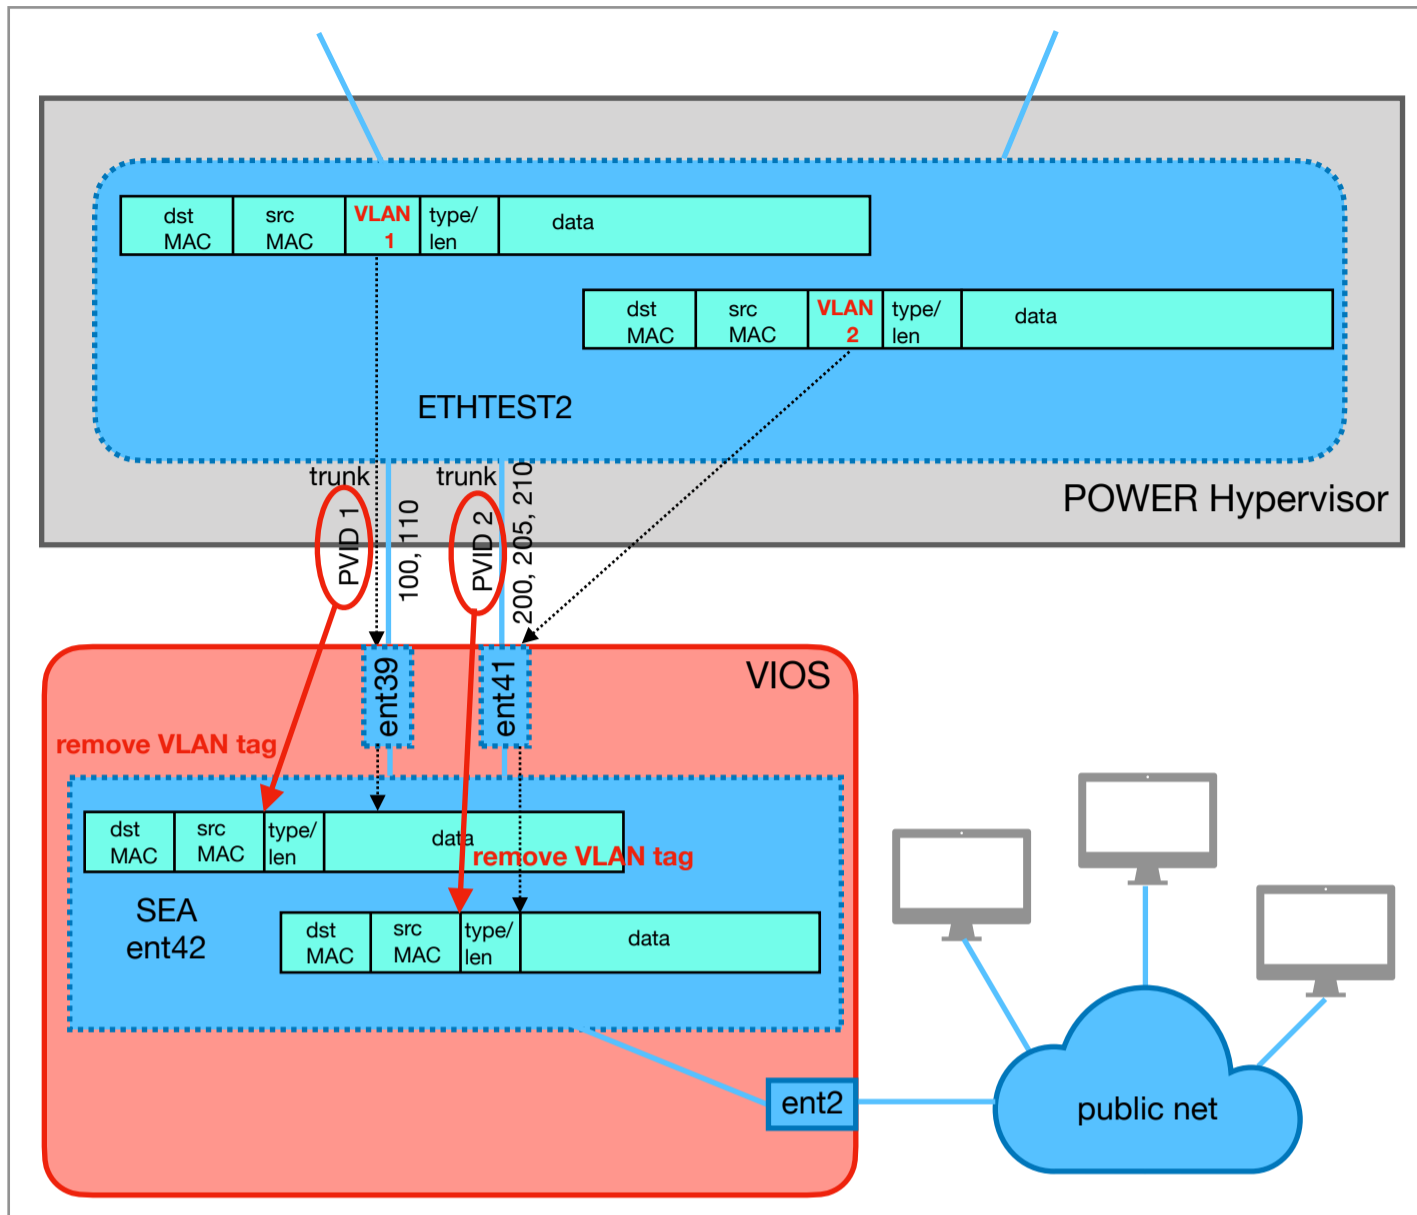 dst
MAC
src
MAC
VLAN
1
type/
len
data
dst
MAC
src
MAC
VLAN
2
type/
len
data
ETHTEST2
trunk
trunk
POWER Hypervisor
PVID 1
100, 110
PVID 2
200, 205, 210
VIOS
ent39
ent41
remove VLAN tag
dst
MAC
src
MAC
type/
len
data
remove VLAN tag
SEA
ent42
dst
MAC
src
MAC
type/
len
data
ent2
public net